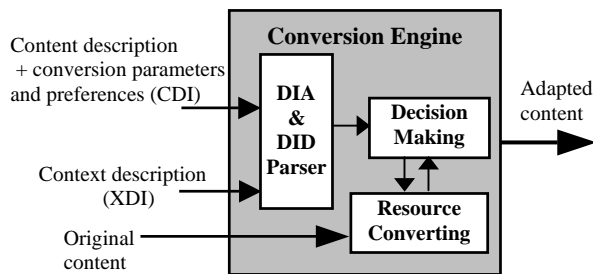 Content description
+ conversion parameters
and preferences (CDI)
Context description
(XDI)
Original
content
Conversion Engine
DIA
&
DID
Parser
Decision
Making
Resource
Converting
Adapted
content